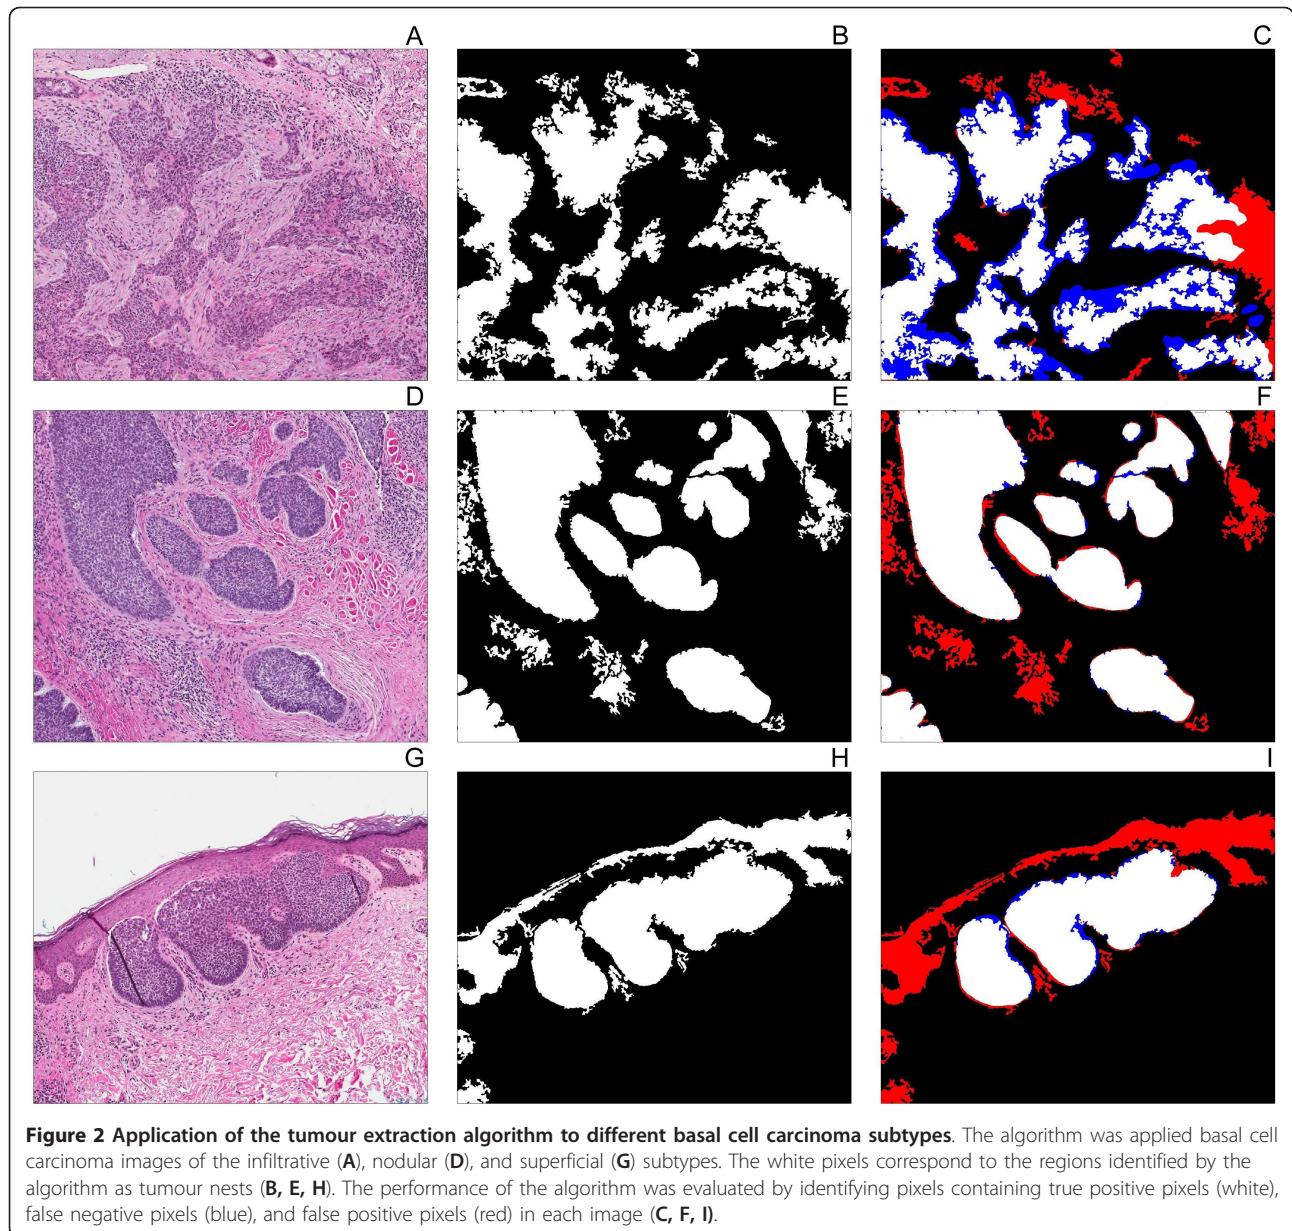 A
B
C
D
E
F
G
H
I
Figure 2 Application of the tumour extraction algorithm to different basal cell carcinoma subtypes. The algorithm was applied basal cell
carcinoma images of the infiltrative (A), nodular (D), and superficial (G) subtypes. The white pixels correspond to the regions identified by the
algorithm as tumour nests (B, E, H). The performance of the algorithm was evaluated by identifying pixels containing true positive pixels (white),
false negative pixels (blue), and false positive pixels (red) in each image (C, F, I).